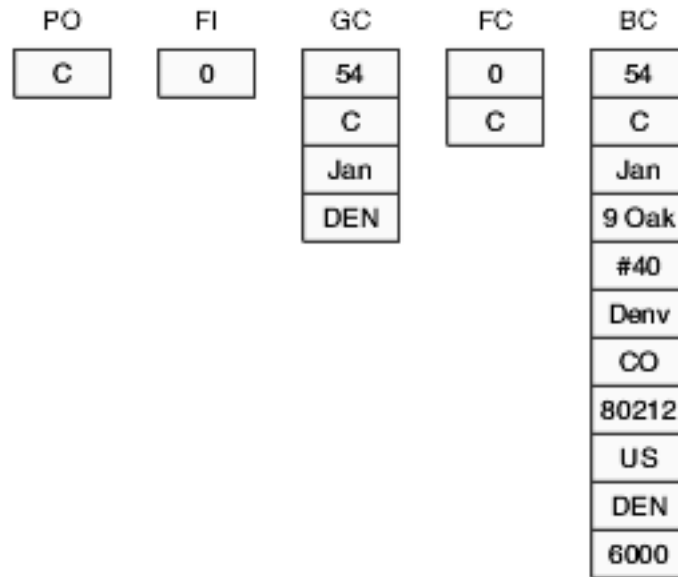 PO FI GC FC BC
C 0 54 0 54
C C C
Jan Jan
DEN 9 Oak
#40
Denv
CO
80212
US
DEN
6000